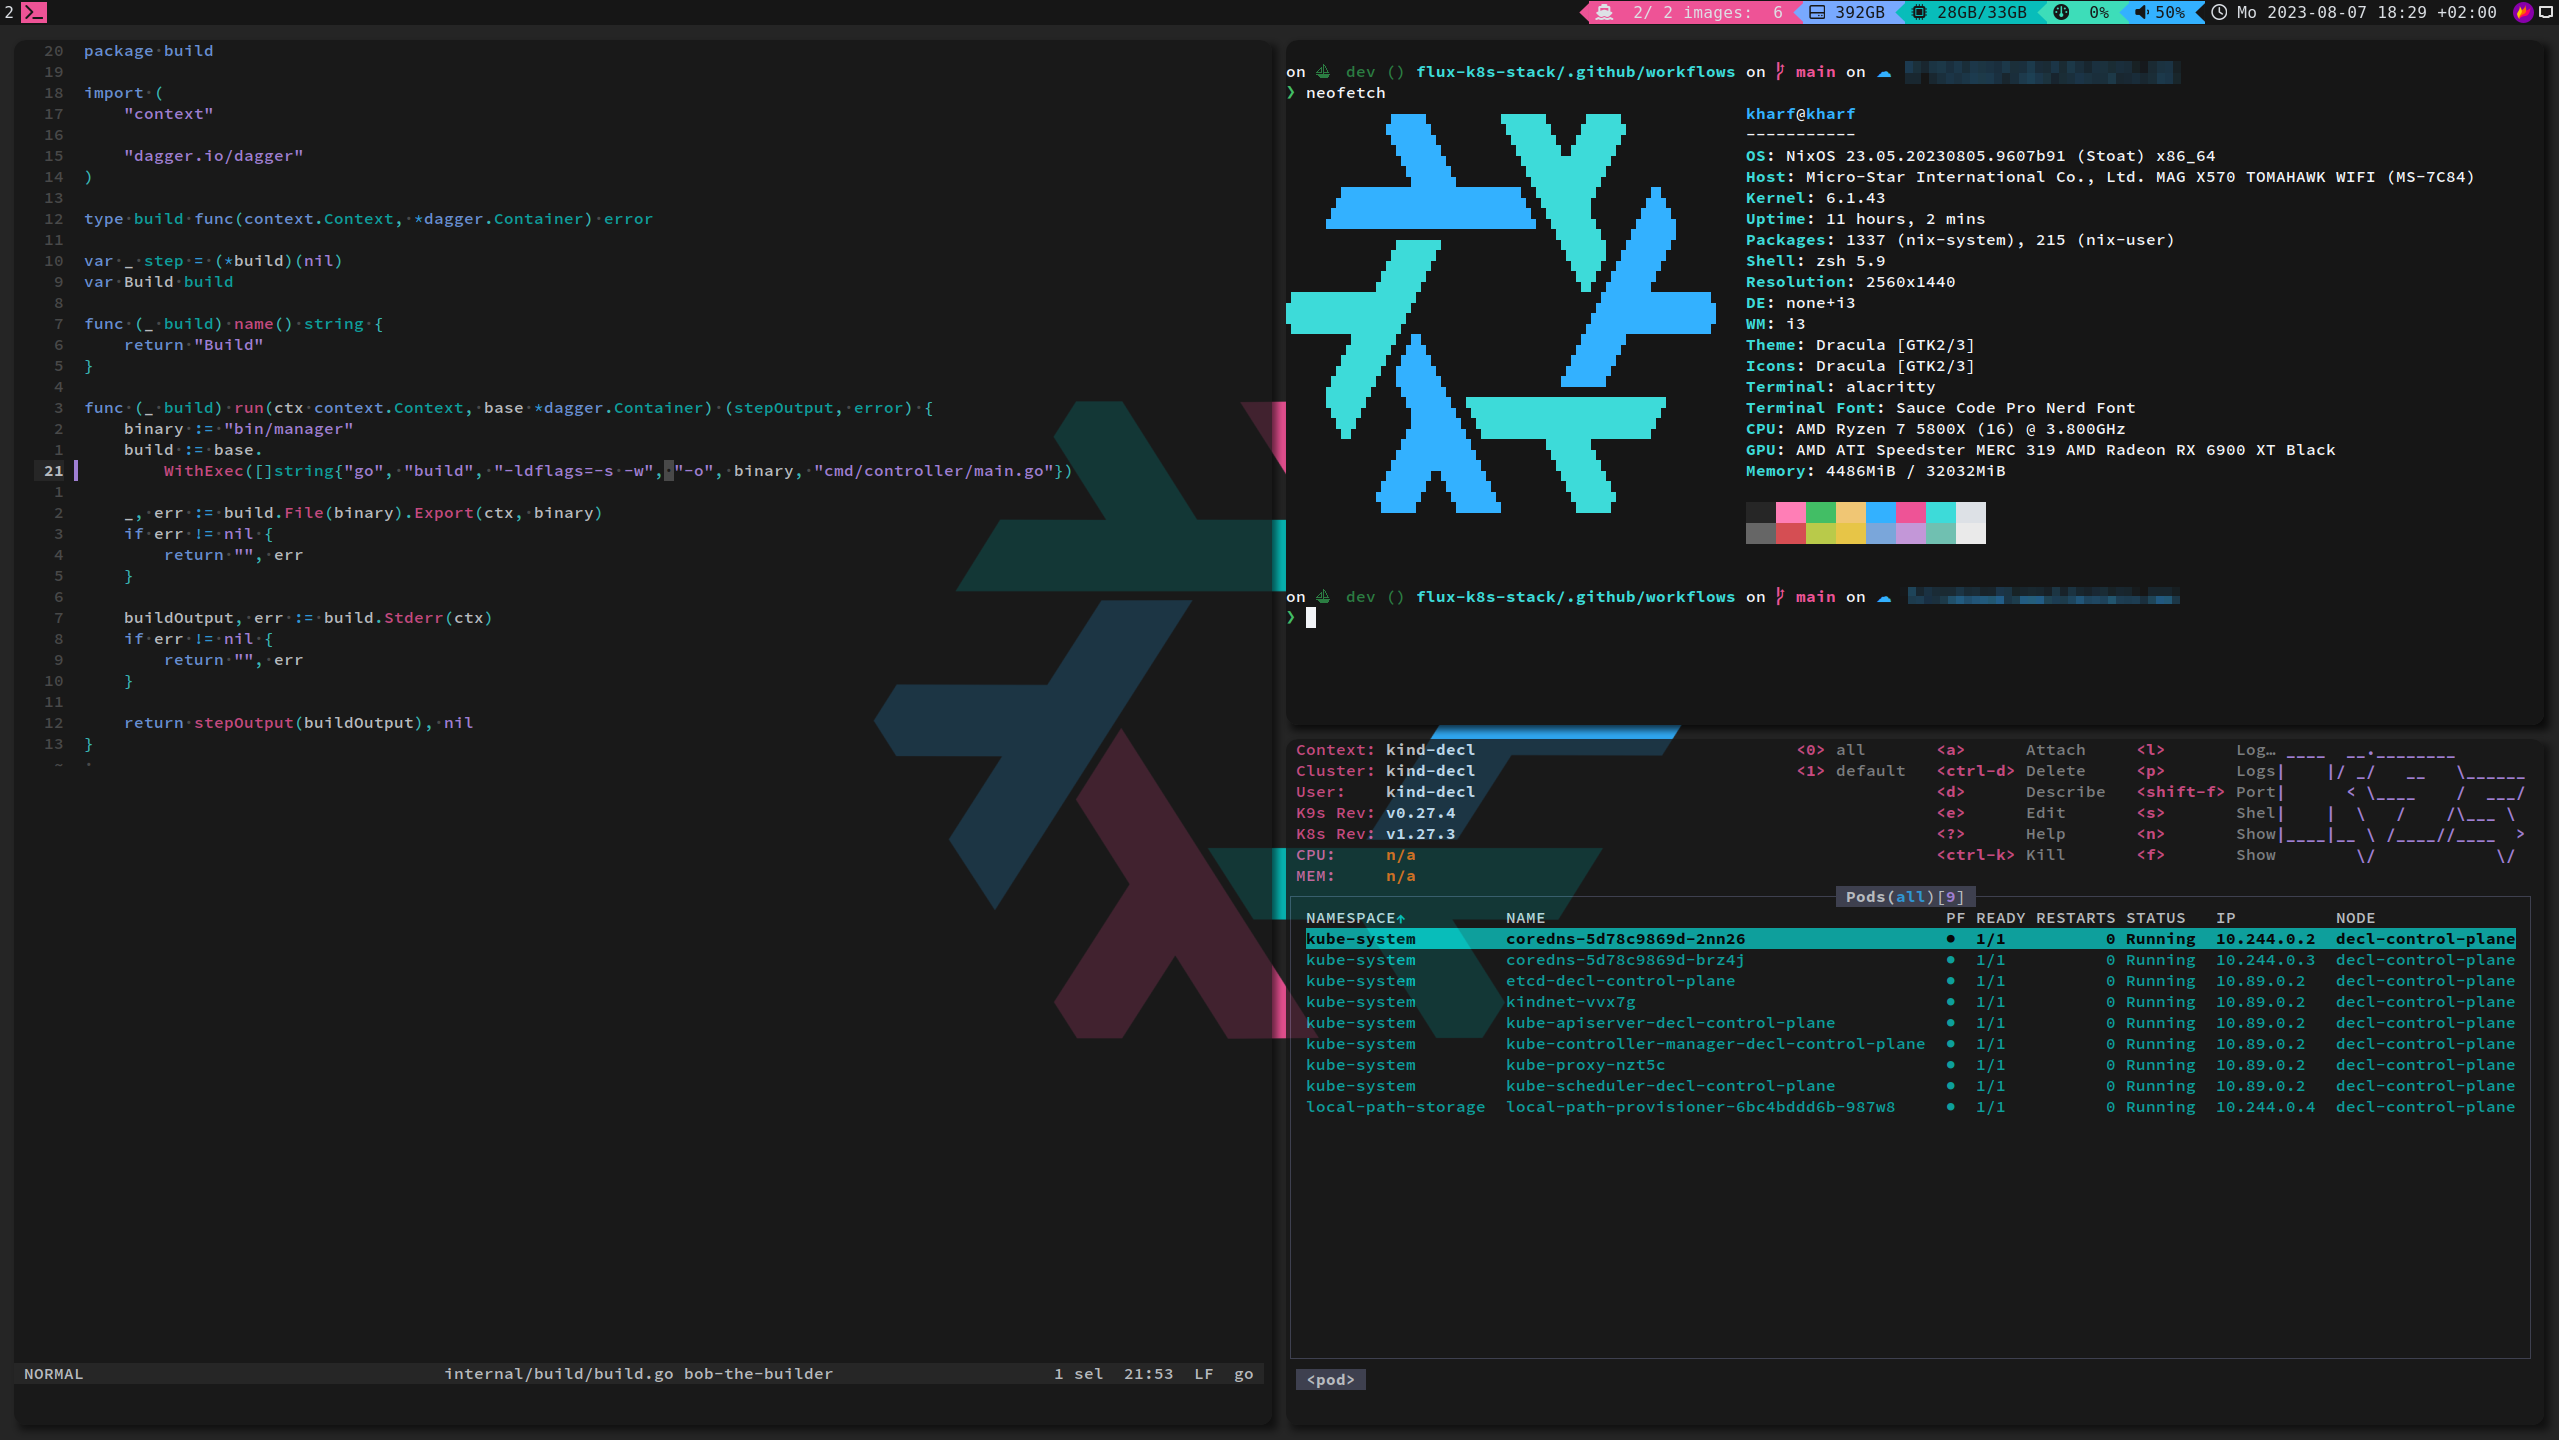 2
2/ 2 images: 6 392GB 28GB/33GB 0% 50% Mo 2023-08-07 18:29 +02:00
20 package·build
19
18 import·(
17 "context"
16
15 "dagger.io/dagger"
14 )
13
12 type·build·func(context.Context,·*dagger.Container)·error
11
10 var·_·step·=·(*build)(nil)
9 var·Build·build
8
7 func·(_·build)·name()·string·{
6 return·"Build"
5 }
4
3 func·(_·build)·run(ctx·context.Context,·base·*dagger.Container)·(stepOutput,·error)·{
2 binary·:=·"bin/manager"
1 build·:=·base.
21 WithExec([]string{"go",·"build",·"-ldflags=-s·-w",·"-o",·binary,·"cmd/controller/main.go"})
1
2 _,·err·:=·build.File(binary).Export(ctx,·binary)
3 if·err·!=·nil·{
4 return·"",·err
5 }
6
7 buildOutput,·err·:=·build.Stderr(ctx)
8 if·err·!=·nil·{
9 return·"",·err
10 }
11
12 return·stepOutput(buildOutput),·nil
13 }
~ ·
NORMAL internal/build/build.go bob-the-builder 1 sel 21:53 LF go
on dev () flux-k8s-stack/.github/workflows on main on
❯ neofetch
kharf@kharf
-----------
OS: NixOS 23.05.20230805.9607b91 (Stoat) x86_64
Host: Micro-Star International Co., Ltd. MAG X570 TOMAHAWK WIFI (MS-7C84)
Kernel: 6.1.43
Uptime: 11 hours, 2 mins
Packages: 1337 (nix-system), 215 (nix-user)
Shell: zsh 5.9
Resolution: 2560x1440
DE: none+i3
WM: i3
Theme: Dracula [GTK2/3]
Icons: Dracula [GTK2/3]
Terminal: alacritty
Terminal Font: Sauce Code Pro Nerd Font
CPU: AMD Ryzen 7 5800X (16) @ 3.800GHz
GPU: AMD ATI Speedster MERC 319 AMD Radeon RX 6900 XT Black
Memory: 4486MiB / 32032MiB
on dev () flux-k8s-stack/.github/workflows on main on
❯
Context: kind-decl <0> all <a> Attach <l> Log…
Cluster: kind-decl <1> default <ctrl-d> Delete <p> Logs
User: kind-decl <d> Describe <shift-f> Port
K9s Rev: v0.27.4 <e> Edit <s> Shel
K8s Rev: v1.27.3 <?> Help <n> Show
CPU: n/a <ctrl-k> Kill <f> Show
MEM: n/a
Pods(all)[9]
NAMESPACE↑ NAME PF READY RESTARTS STATUS IP NODE
kube-system coredns-5d78c9869d-2nn26 ● 1/1 0 Running 10.244.0.2 decl-control-plane
kube-system coredns-5d78c9869d-brz4j ● 1/1 0 Running 10.244.0.3 decl-control-plane
kube-system etcd-decl-control-plane ● 1/1 0 Running 10.89.0.2 decl-control-plane
kube-system kindnet-vvx7g ● 1/1 0 Running 10.89.0.2 decl-control-plane
kube-system kube-apiserver-decl-control-plane ● 1/1 0 Running 10.89.0.2 decl-control-plane
kube-system kube-controller-manager-decl-control-plane ● 1/1 0 Running 10.89.0.2 decl-control-plane
kube-system kube-proxy-nzt5c ● 1/1 0 Running 10.89.0.2 decl-control-plane
kube-system kube-scheduler-decl-control-plane ● 1/1 0 Running 10.89.0.2 decl-control-plane
local-path-storage local-path-provisioner-6bc4bddd6b-987w8 ● 1/1 0 Running 10.244.0.4 decl-control-plane
<pod>